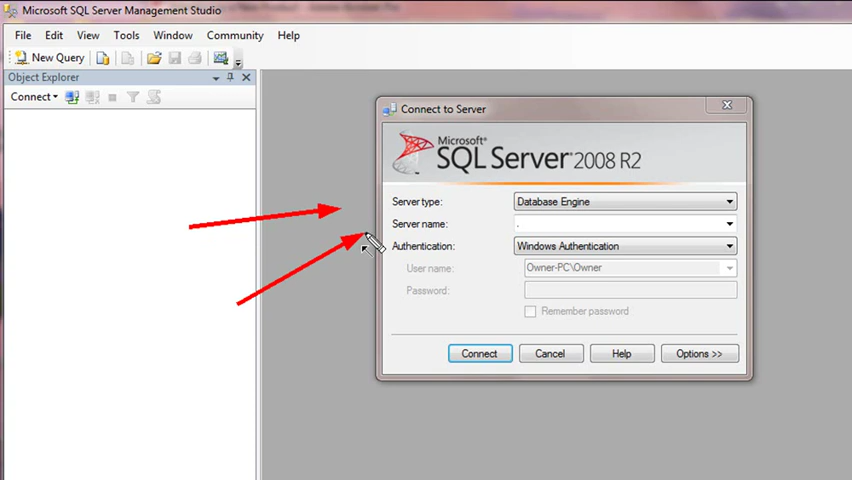 Microsoft SQL Server Management Studio
File Edit View Tools Window Community Help
New Query
Object Explorer
Connect
Connect to Server
Microsoft®
SQL Server® 2008 R2
Server type: Database Engine
Server name: .
Authentication: Windows Authentication
User name: Owner-PC\Owner
Password:
Remember password
Connect Cancel Help Options >>